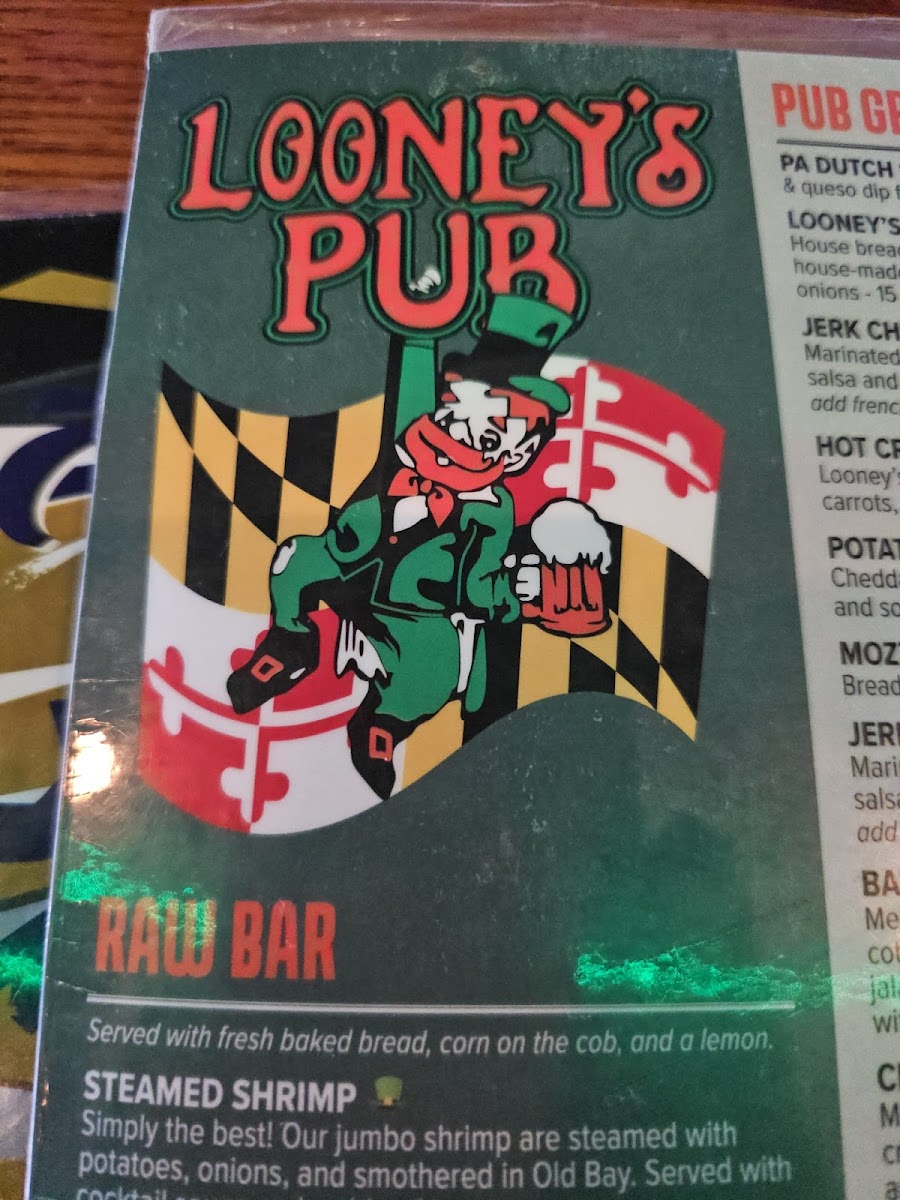 LOONEY'S
PUB
RAW BAR
Served with fresh baked bread, corn on the cob, and a lemon.
STEAMED SHRIMP
Simply the best! Our jumbo shrimp are steamed with
potatoes, onions, and smothered in Old Bay. Served with
cocktail
PUB
PA DUTCH
& queso dip
LOONEY'S
House
house-made
onions - 15
JERK
Marinated
salsa and
add
HOT
Looney's
carrots,
and
salsa
add